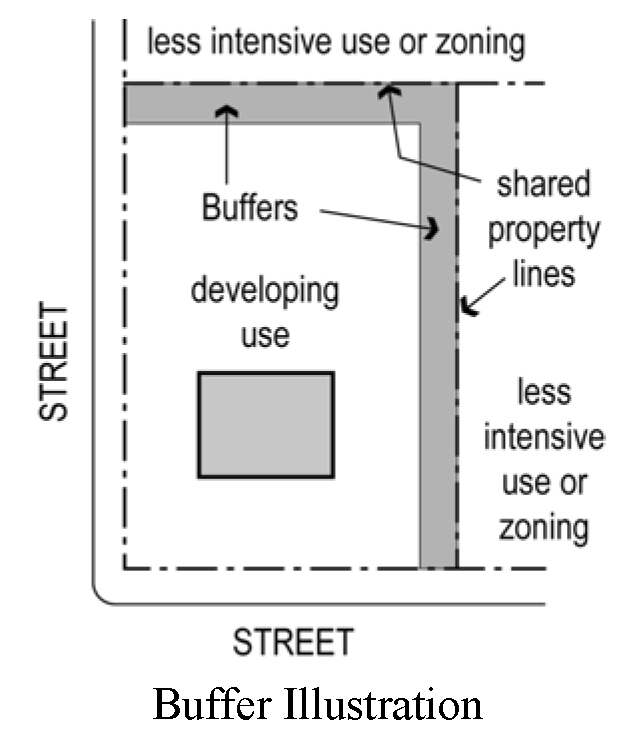 less intensive use or zoning
shared
property
lines
Buffers
developing
use
STREET
less
intensive
use or
zoning
STREET
Buffer Illustration